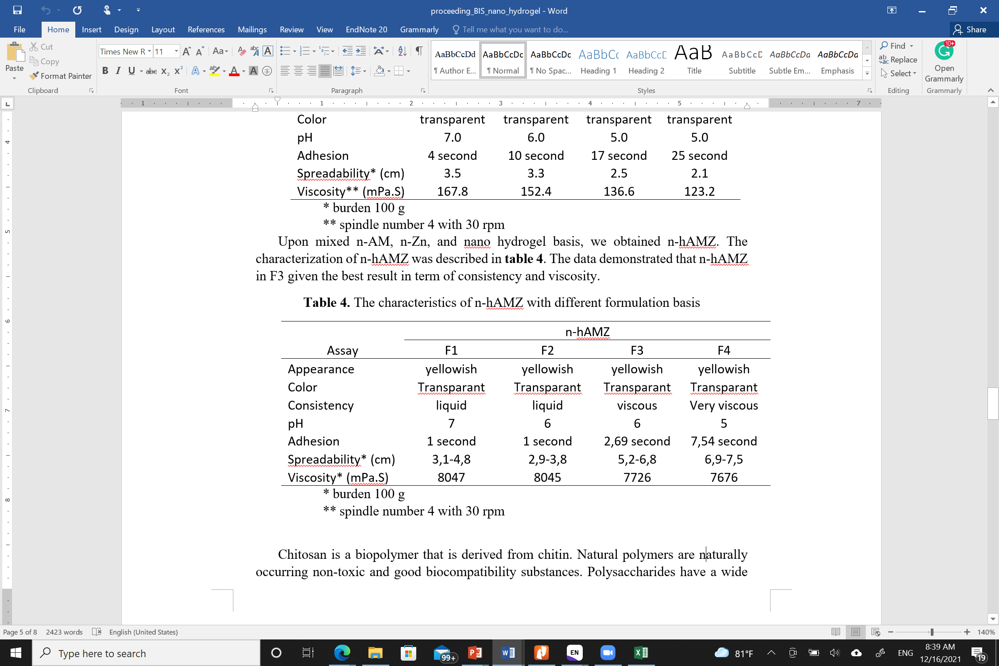 proceeding_BIS_nano_hydrogel - Word
File Home Insert Design Layout References Mailings Review View EndNote 20 Grammarly Tell me what you want to do... Share
Paste
Cut
Copy
Format Painter
Clipboard
Times New R 11
Font
Paragraph
AaBbCcDd ¶ Author E...
AaBbCcDc ¶ Normal
AaBbCcDc ¶ No Spac...
AaBbCc Heading 1
AaBbCcC Heading 2
AaB Title
AaBbCcC Subtitle
AaBbCcDa Subtle Em...
AaBbCcDa Emphasis
Styles
Find
Replace
Select
Editing
10+
Open
Grammarly
Grammarly
1 1 2 3 4 5 7
Color transparent transparent transparent transparent
pH 7.0 6.0 5.0 5.0
Adhesion 4 second 10 second 17 second 25 second
Spreadability* (cm) 3.5 3.3 2.5 2.1
Viscosity** (mPa.S) 167.8 152.4 136.6 123.2
* burden 100 g
** spindle number 4 with 30 rpm
Upon mixed n-AM, n-Zn, and nano hydrogel basis, we obtained n-hAMZ. The
characterization of n-hAMZ was described in table 4. The data demonstrated that n-hAMZ
in F3 given the best result in term of consistency and viscosity.
Table 4. The characteristics of n-hAMZ with different formulation basis
n-hAMZ
Assay F1 F2 F3 F4
Appearance yellowish yellowish yellowish yellowish
Color Transparant Transparant Transparant Transparant
Consistency liquid liquid viscous Very viscous
pH 7 6 6 5
Adhesion 1 second 1 second 2,69 second 7,54 second
Spreadability* (cm) 3,1-4,8 2,9-3,8 5,2-6,8 6,9-7,5
Viscosity* (mPa.S) 8047 8045 7726 7676
* burden 100 g
** spindle number 4 with 30 rpm
Chitosan is a biopolymer that is derived from chitin. Natural polymers are naturally
occurring non-toxic and good biocompatibility substances. Polysaccharides have a wide
4
5
6
7
8
Page 5 of 8 2423 words English (United States) 140%
Type here to search
99+
EN
81°F
ENG
8:39 AM
12/16/2021
19